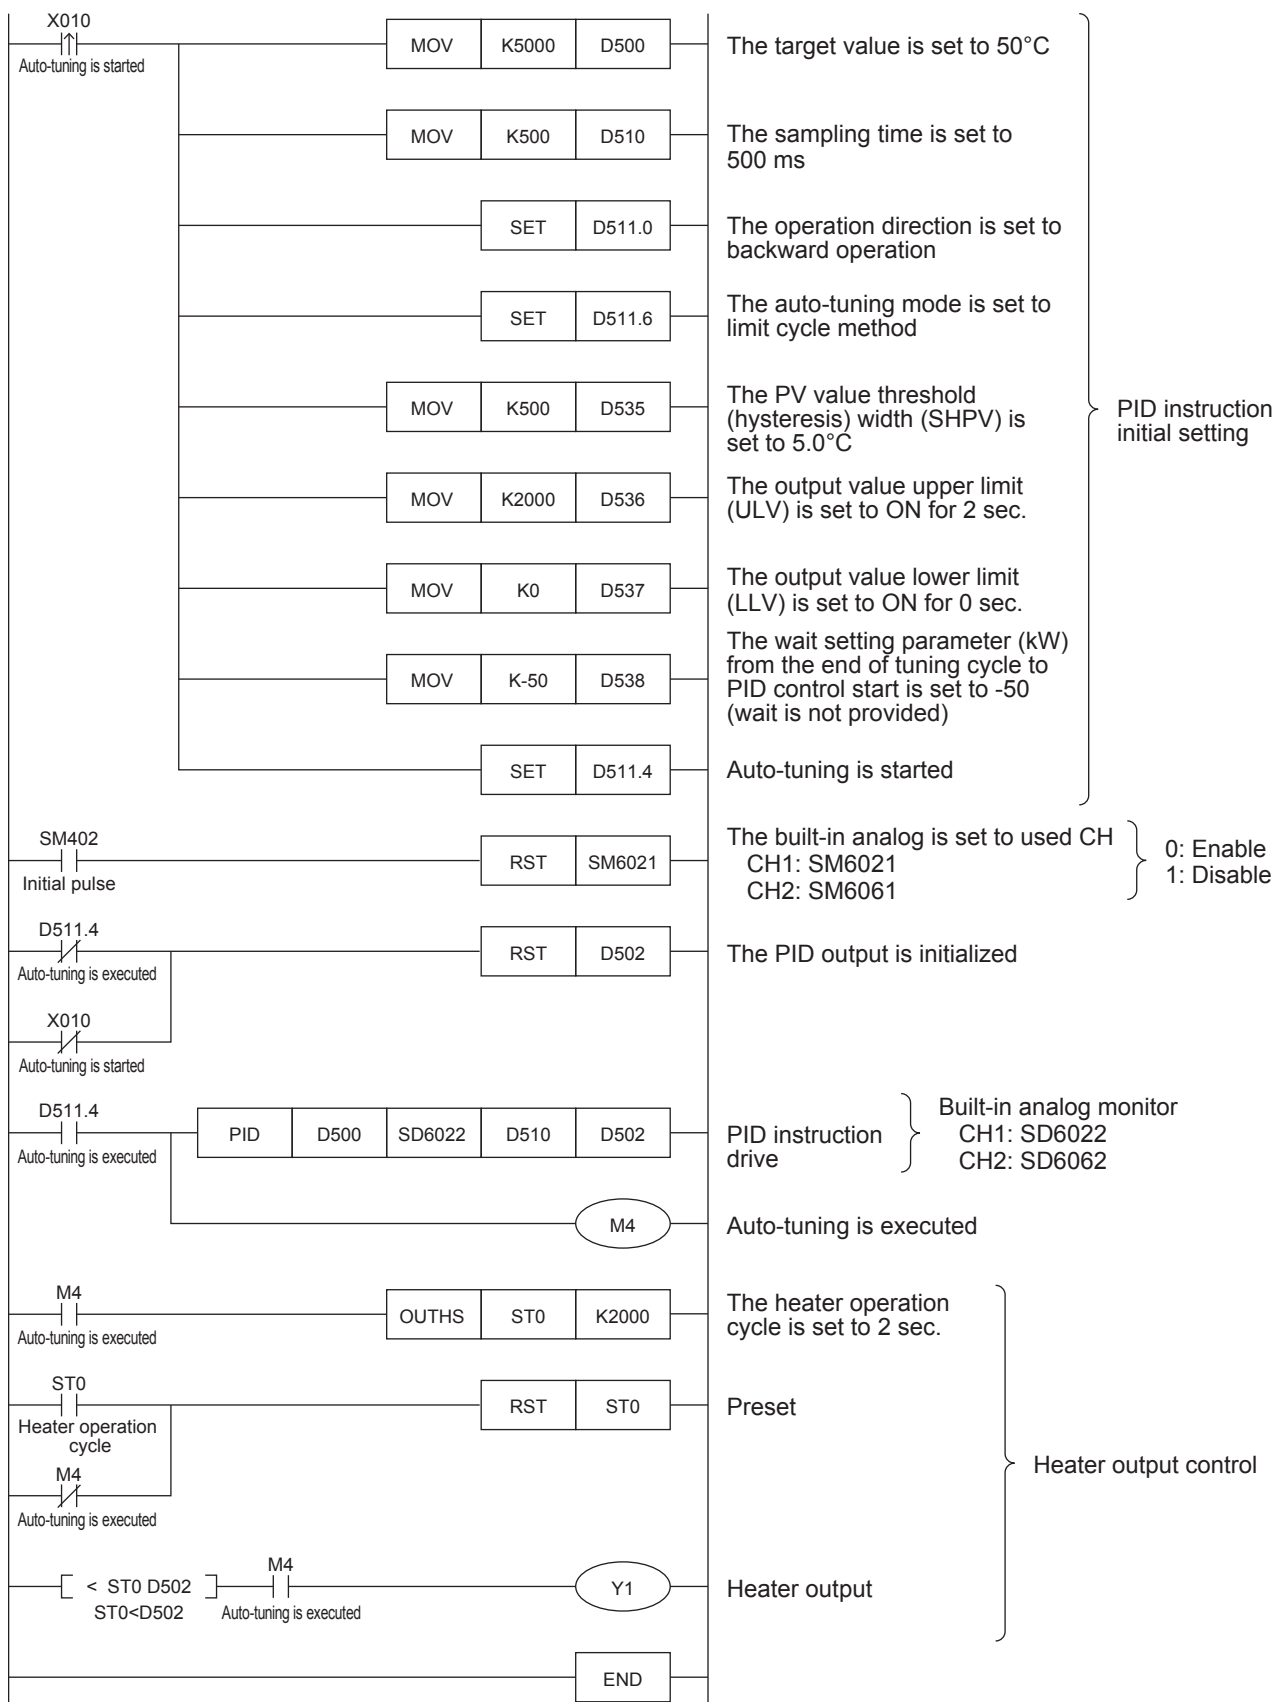 X010
Auto-tuning is started
MOV K5000 D500
The target value is set to 50°C
MOV K500 D510
The sampling time is set to
500 ms
SET D511.0
The operation direction is set to
backward operation
SET D511.6
The auto-tuning mode is set to
limit cycle method
MOV K500 D535
The PV value threshold
(hysteresis) width (SHPV) is
set to 5.0°C
PID instruction
initial setting
MOV K2000 D536
The output value upper limit
(ULV) is set to ON for 2 sec.
MOV K0 D537
The output value lower limit
(LLV) is set to ON for 0 sec.
MOV K-50 D538
The wait setting parameter (kW)
from the end of tuning cycle to
PID control start is set to -50
(wait is not provided)
SET D511.4
Auto-tuning is started
SM402
Initial pulse
RST SM6021
The built-in analog is set to used CH
CH1: SM6021
CH2: SM6061
0: Enable
1: Disable
D511.4
Auto-tuning is executed
RST D502
The PID output is initialized
X010
Auto-tuning is started
D511.4
Auto-tuning is executed
PID D500 SD6022 D510 D502
PID instruction
drive
Built-in analog monitor
CH1: SD6022
CH2: SD6062
M4
Auto-tuning is executed
M4
Auto-tuning is executed
OUTHS ST0 K2000
The heater operation
cycle is set to 2 sec.
ST0
Heater operation
cycle
RST ST0
Preset
M4
Auto-tuning is executed
Heater output control
< ST0 D502
ST0<D502
M4
Auto-tuning is executed
Y1
Heater output
END